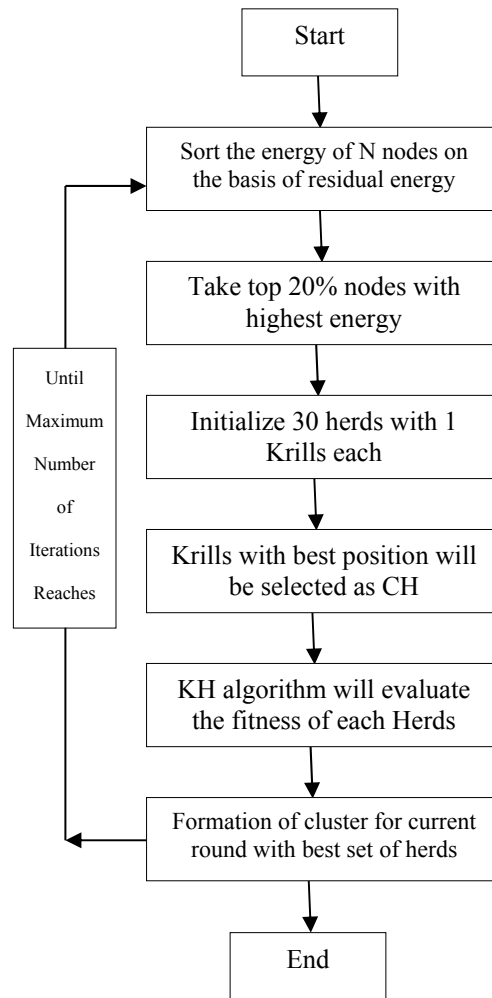 Start
Sort the energy of N nodes on
the basis of residual energy
Take top 20% nodes with
highest energy
Until
Maximum
Number
of
Iterations
Reaches
Initialize 30 herds with 1
Krills each
Krills with best position will
be selected as CH
KH algorithm will evaluate
the fitness of each Herds
Formation of cluster for current
round with best set of herds
End